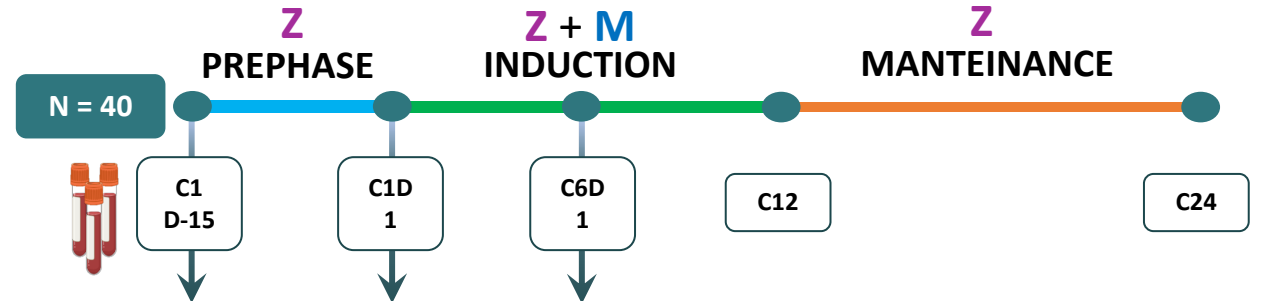 Z
Z + M
Z
PREPHASE
INDUCTION
MANTEINANCE
N = 40
C1
D-15
C1D
1
C6D
1
C12
C24